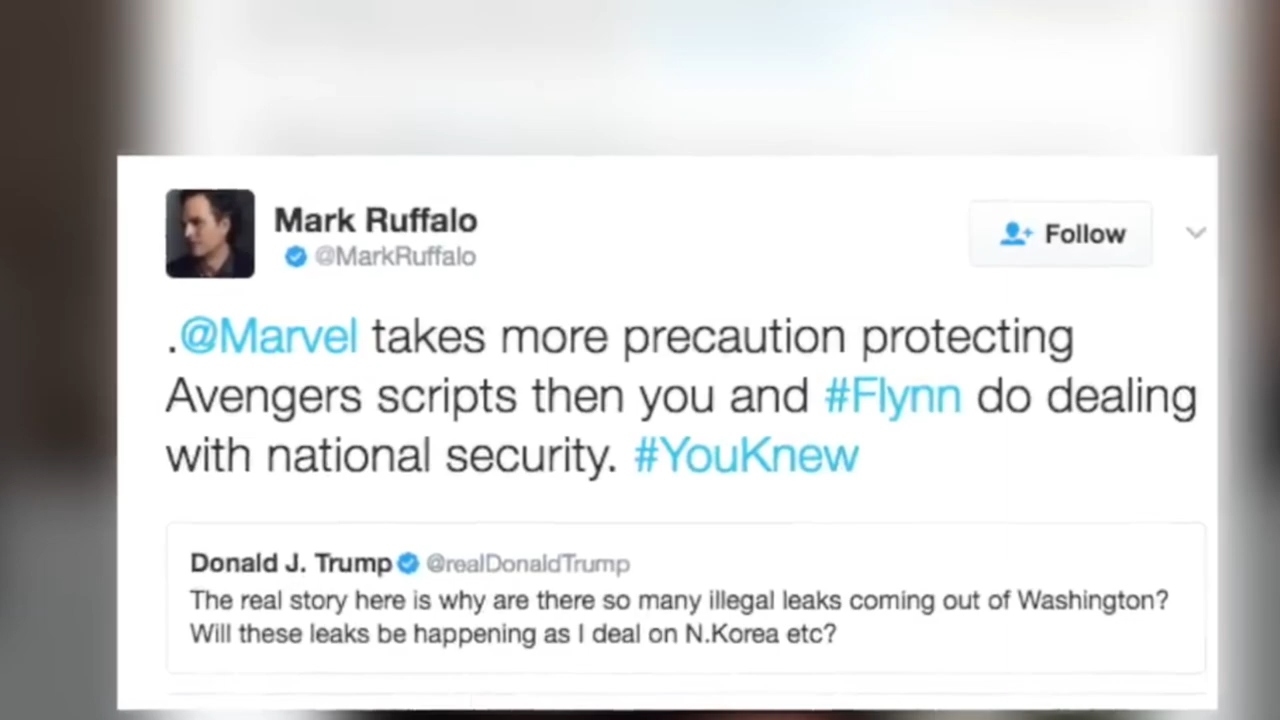 Mark Ruffalo
@MarkRuffalo
Follow
.@Marvel takes more precaution protecting
Avengers scripts then you and #Flynn do dealing
with national security. #YouKnew
Donald J. Trump @realDonaldTrump
The real story here is why are there so many illegal leaks coming out of Washington?
Will these leaks be happening as I deal on N.Korea etc?